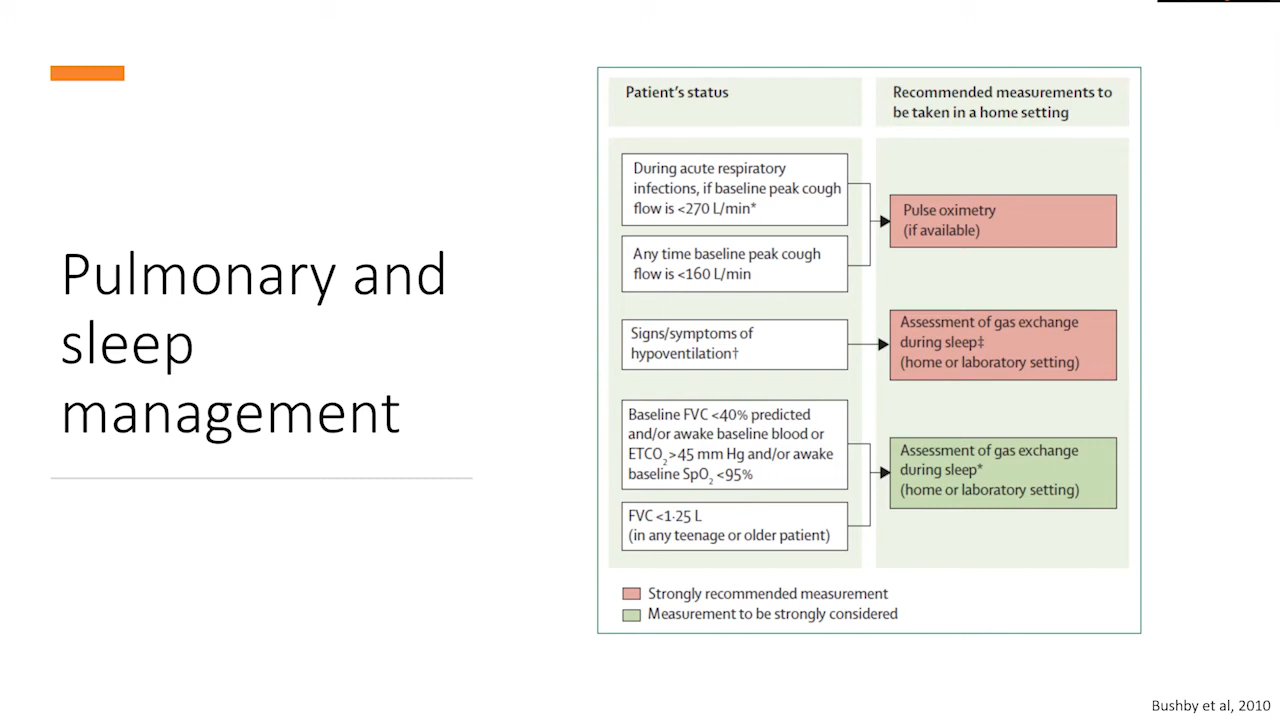 Pulmonary and
sleep
management
Patient's status
Recommended measurements to
be taken in a home setting
During acute respiratory
infections, if baseline peak cough
flow is <270 L/min*
Any time baseline peak cough
flow is <160 L/min
Pulse oximetry
(if available)
Signs/symptoms of
hypoventilation†
Assessment of gas exchange
during sleep‡
(home or laboratory setting)
Baseline FVC <40% predicted
and/or awake baseline blood or
ETCO₂ >45 mm Hg and/or awake
baseline SpO₂ <95%
FVC <1·25 L
(in any teenage or older patient)
Assessment of gas exchange
during sleep*
(home or laboratory setting)
Strongly recommended measurement
Measurement to be strongly considered
Bushby et al, 2010